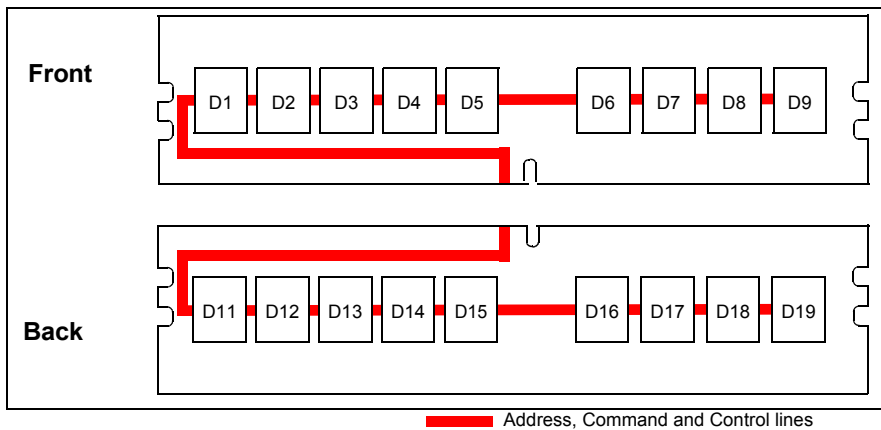 Front
D1 D2 D3 D4 D5 D6 D7 D8 D9
Back
D11 D12 D13 D14 D15 D16 D17 D18 D19
Address, Command and Control lines